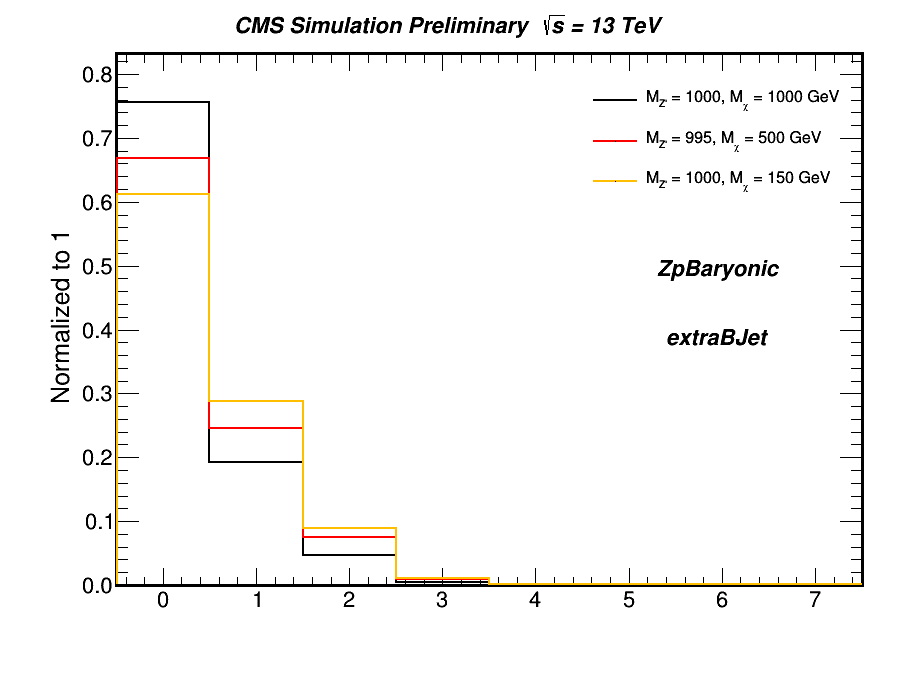 CMS Simulation Preliminary √s = 13 TeV
M_Z' = 1000, M_χ = 1000 GeV
M_Z' = 995, M_χ = 500 GeV
M_Z' = 1000, M_χ = 150 GeV
ZpBaryonic
extraBJet
Normalized to 1
0.8
0.7
0.6
0.5
0.4
0.3
0.2
0.1
0.0
0 1 2 3 4 5 6 7